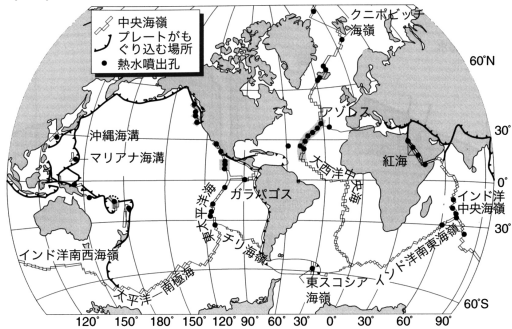 中央海嶺
プレートがも
ぐり込む場所
熱水噴出孔
クニポビッチ
海嶺
60°N
アゾレス
30°
沖縄海溝
マリアナ海溝
紅海
大西洋中央海
0°
ガラパゴス
インド洋
中央海嶺
東太平洋海
30°
チリ海嶺
インド洋南西海嶺
インド洋南東海嶺
太平洋―南極海
東スコシア
海嶺
60°S
120° 150° 180° 150° 120° 90° 60° 30° 0° 30° 60° 90°